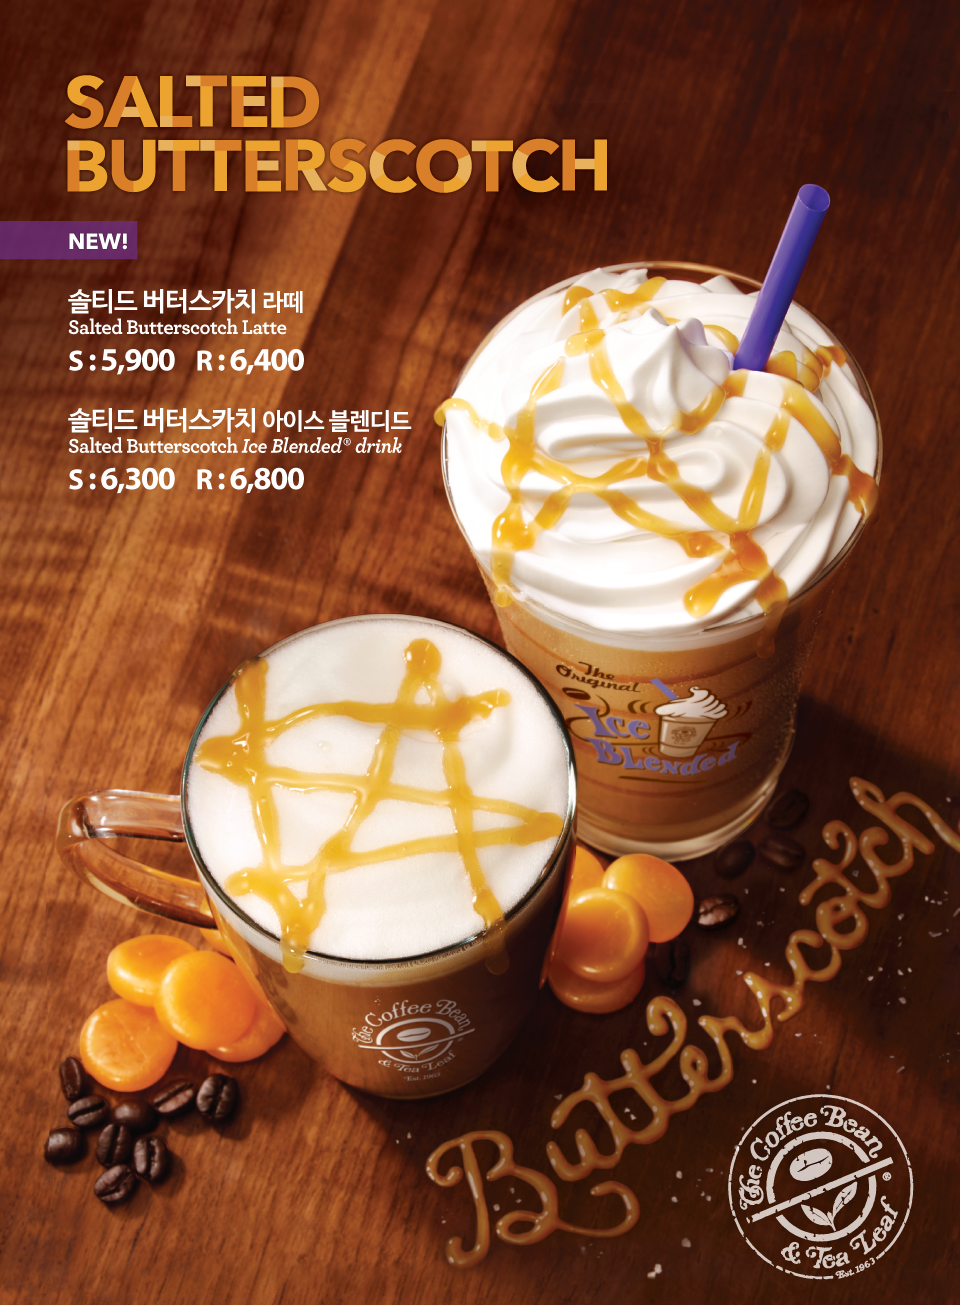 SALTED
BUTTERSCOTCH
NEW!
솔티드 버터스카치 라떼
Salted Butterscotch Latte
S : 5,900 R : 6,400
솔티드 버터스카치 아이스 블렌디드
Salted Butterscotch Ice Blended® drink
S : 6,300 R : 6,800
The
Original
Ice
Blended
The Coffee Bean
& Tea Leaf
Est. 1963
Butterscotch
The Coffee Bean
®
& Tea Leaf
Est. 1963